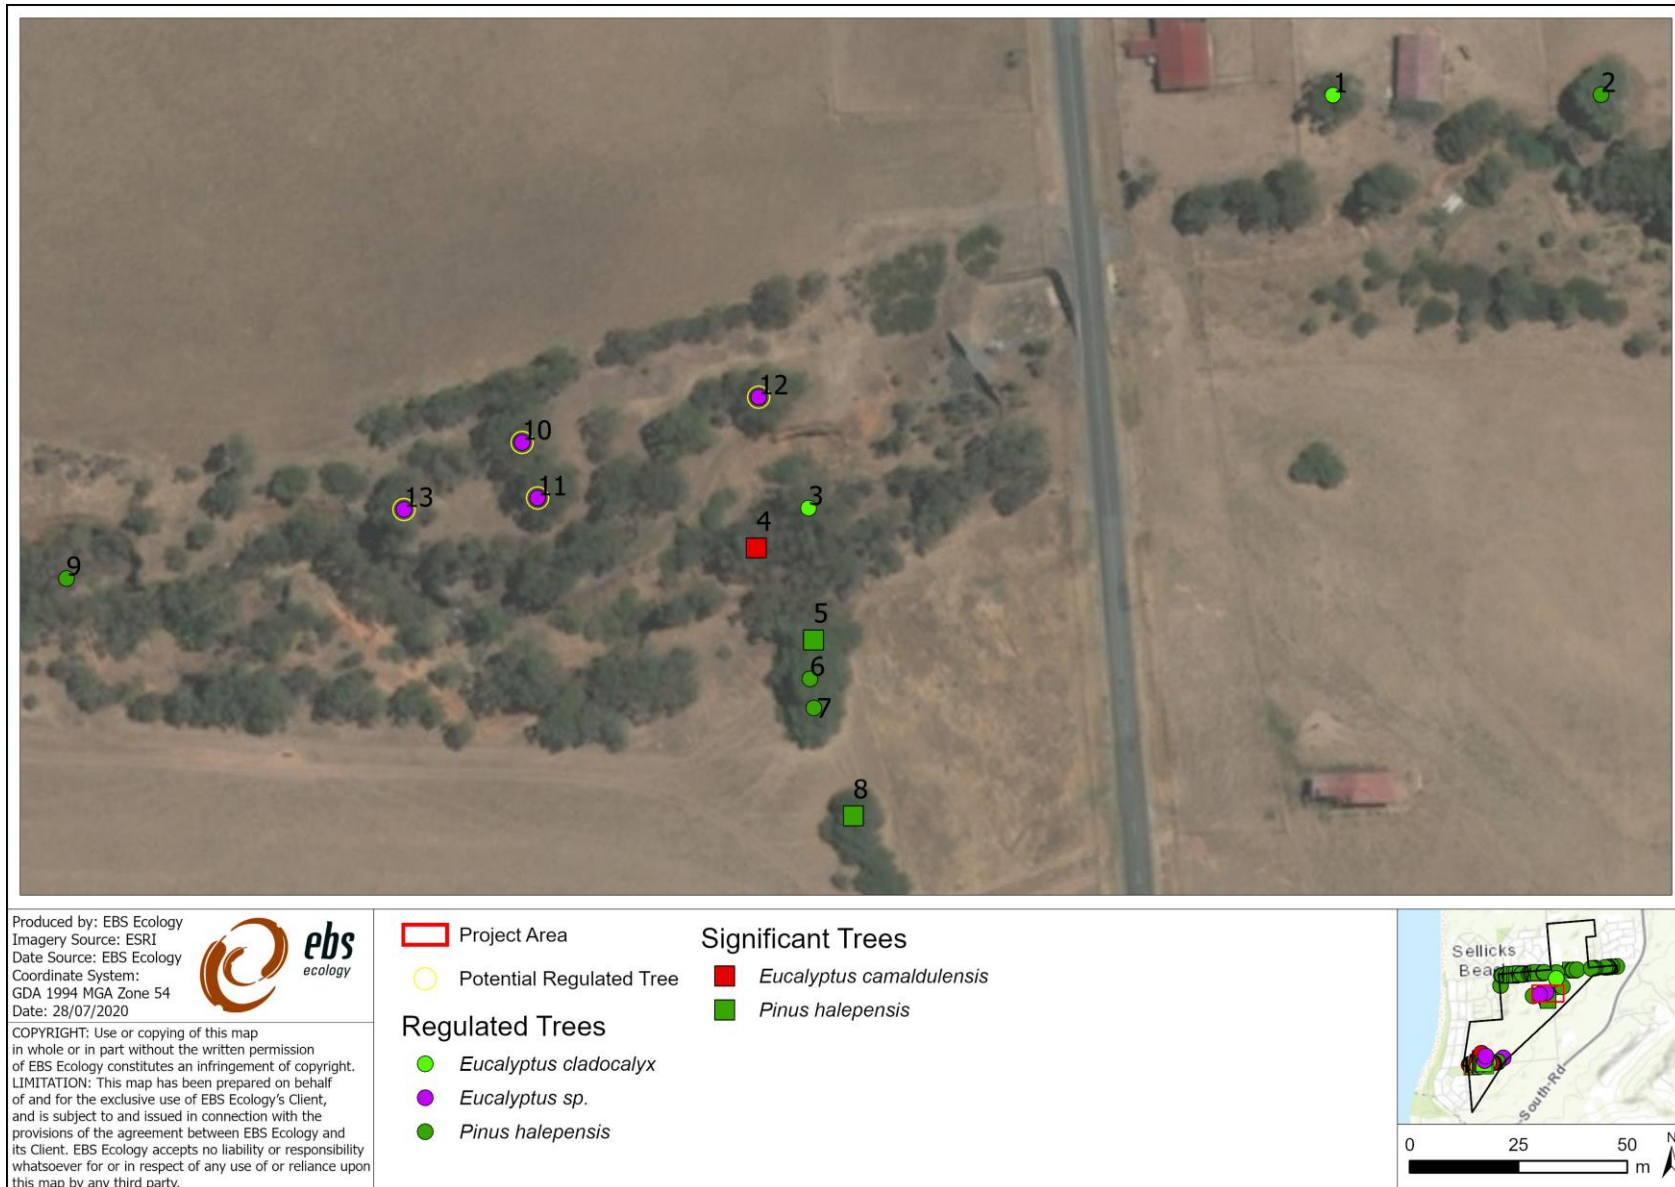 1
2
12
10
11
13
3
4
9
5
6
7
8
Produced by: EBS Ecology
Imagery Source: ESRI
Date Source: EBS Ecology
Coordinate System:
GDA 1994 MGA Zone 54
Date: 28/07/2020
ebs
ecology
COPYRIGHT: Use or copying of this map
in whole or in part without the written permission
of EBS Ecology constitutes an infringement of copyright.
LIMITATION: This map has been prepared on behalf
of and for the exclusive use of EBS Ecology's Client,
and is subject to and issued in connection with the
provisions of the agreement between EBS Ecology and
its Client. EBS Ecology accepts no liability or responsibility
whatsoever for or in respect of any use of or reliance upon
this map by any third party.
Project Area
Potential Regulated Tree
Regulated Trees
Eucalyptus cladocalyx
Eucalyptus sp.
Pinus halepensis
Significant Trees
Eucalyptus camaldulensis
Pinus halepensis
Sellicks
South-Rd
0 25 50
m
N